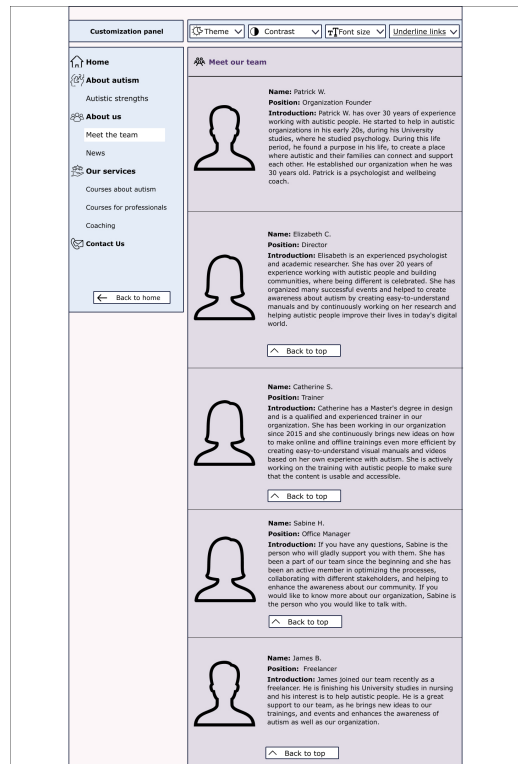 Customization panel
Theme
Contrast
Font size
Underline links
Home
About autism
Autistic strengths
About us
Meet the team
News
Our services
Courses about autism
Courses for professionals
Coaching
Contact Us
Back to home
Meet our team
Name: Patrick W.
Position: Organization Founder
Introduction: Patrick W. has over 30 years of experience
working with autistic people. He started to help in autistic
organizations in his early 20s, during his University
studies, where he studied psychology. During this life
period, he found a purpose in his life, to create a place
where autistic and their families can connect and support
each other. He established our organization when he was
30 years old. Patrick is a psychologist and wellbeing
coach.
Name: Elizabeth C.
Position: Director
Introduction: Elisabeth is an experienced psychologist
and academic researcher. She has over 20 years of
experience working with autistic people and building
communities, where being different is celebrated. She has
organized many successful events and helped to create
awareness about autism by creating easy-to-understand
manuals and by continuously working on her research and
helping autistic people improve their lives in today's digital
world.
Back to top
Name: Catherine S.
Position: Trainer
Introduction: Catherine has a Master's degree in design
and is a qualified and experienced trainer in our
organization. She has been working in our organization
since 2015 and she continuously brings new ideas on how
to make online and offline trainings even more efficient by
creating easy-to-understand visual manuals and videos
based on her own experience with autism. She is actively
working on the training with autistic people to make sure
that the content is usable and accessible.
Back to top
Name: Sabine H.
Position: Office Manager
Introduction: If you have any questions, Sabine is the
person who will gladly support you with them. She has
been a part of our team since the beginning and she has
been an active member in optimizing the processes,
collaborating with different stakeholders, and helping to
enhance the awareness about our community. If you
would like to know more about our organization, Sabine is
the person who you would like to talk with.
Back to top
Name: James B.
Position: Freelancer
Introduction: James joined our team recently as a
freelancer. He is finishing his University studies in nursing
and his interest is to help autistic people. He is a great
support to our team, as he brings new ideas to our
trainings, and events and enhances the awareness of
autism as well as our organization.
Back to top